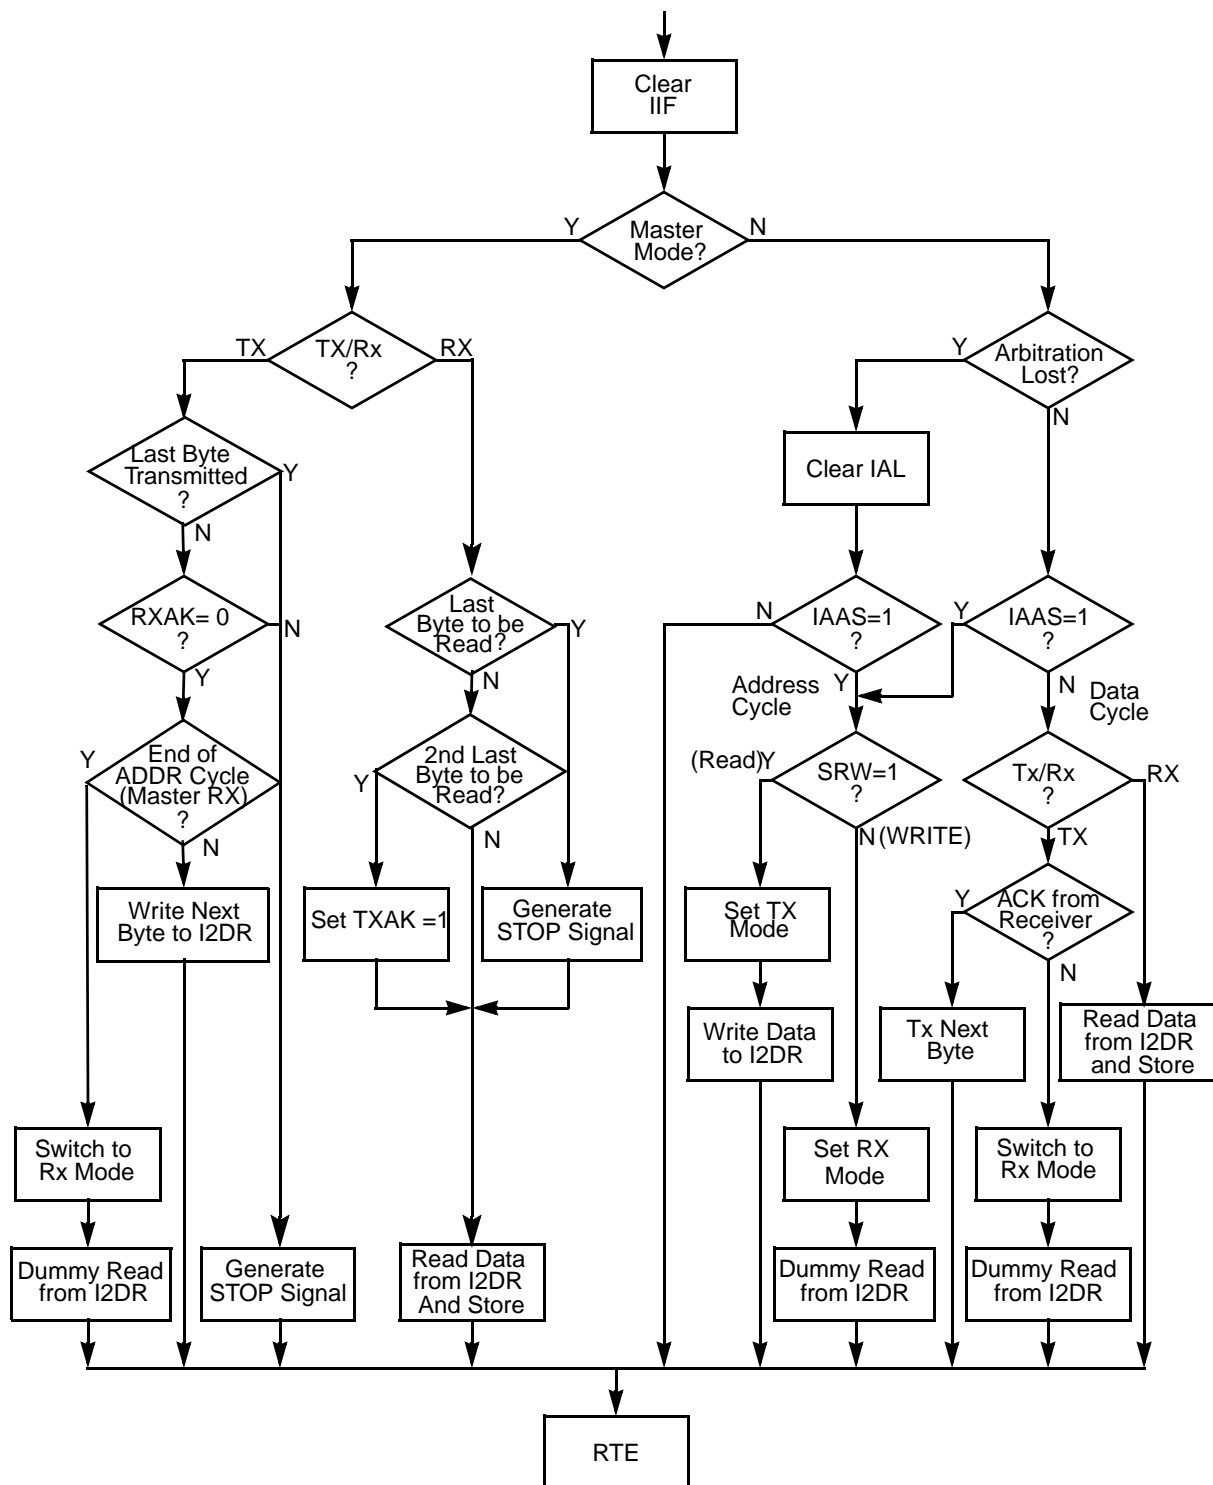 Clear
IIF
Y
Master
Mode?
N
TX
TX/Rx
?
RX
Y
Arbitration
Lost?
N
Last Byte
Transmitted
?
Y
N
Clear IAL
RXAK= 0
?
N
Y
Last
Byte to be
Read?
Y
N
N
IAAS=1
?
Y
Address
Cycle
Y
IAAS=1
?
N
Data
Cycle
Y
End of
ADDR Cycle
(Master RX)
?
N
Y
2nd Last
Byte to be
Read?
N
(Read)Y
SRW=1
?
N(WRITE)
Tx/Rx
?
RX
TX
Write Next
Byte to I2DR
Set TXAK =1
Generate
STOP Signal
Set TX
Mode
Y
ACK from
Receiver
?
N
Write Data
to I2DR
Tx Next
Byte
Read Data
from I2DR
and Store
Switch to
Rx Mode
Set RX
Mode
Switch to
Rx Mode
Dummy Read
from I2DR
Generate
STOP Signal
Read Data
from I2DR
And Store
Dummy Read
from I2DR
Dummy Read
from I2DR
RTE